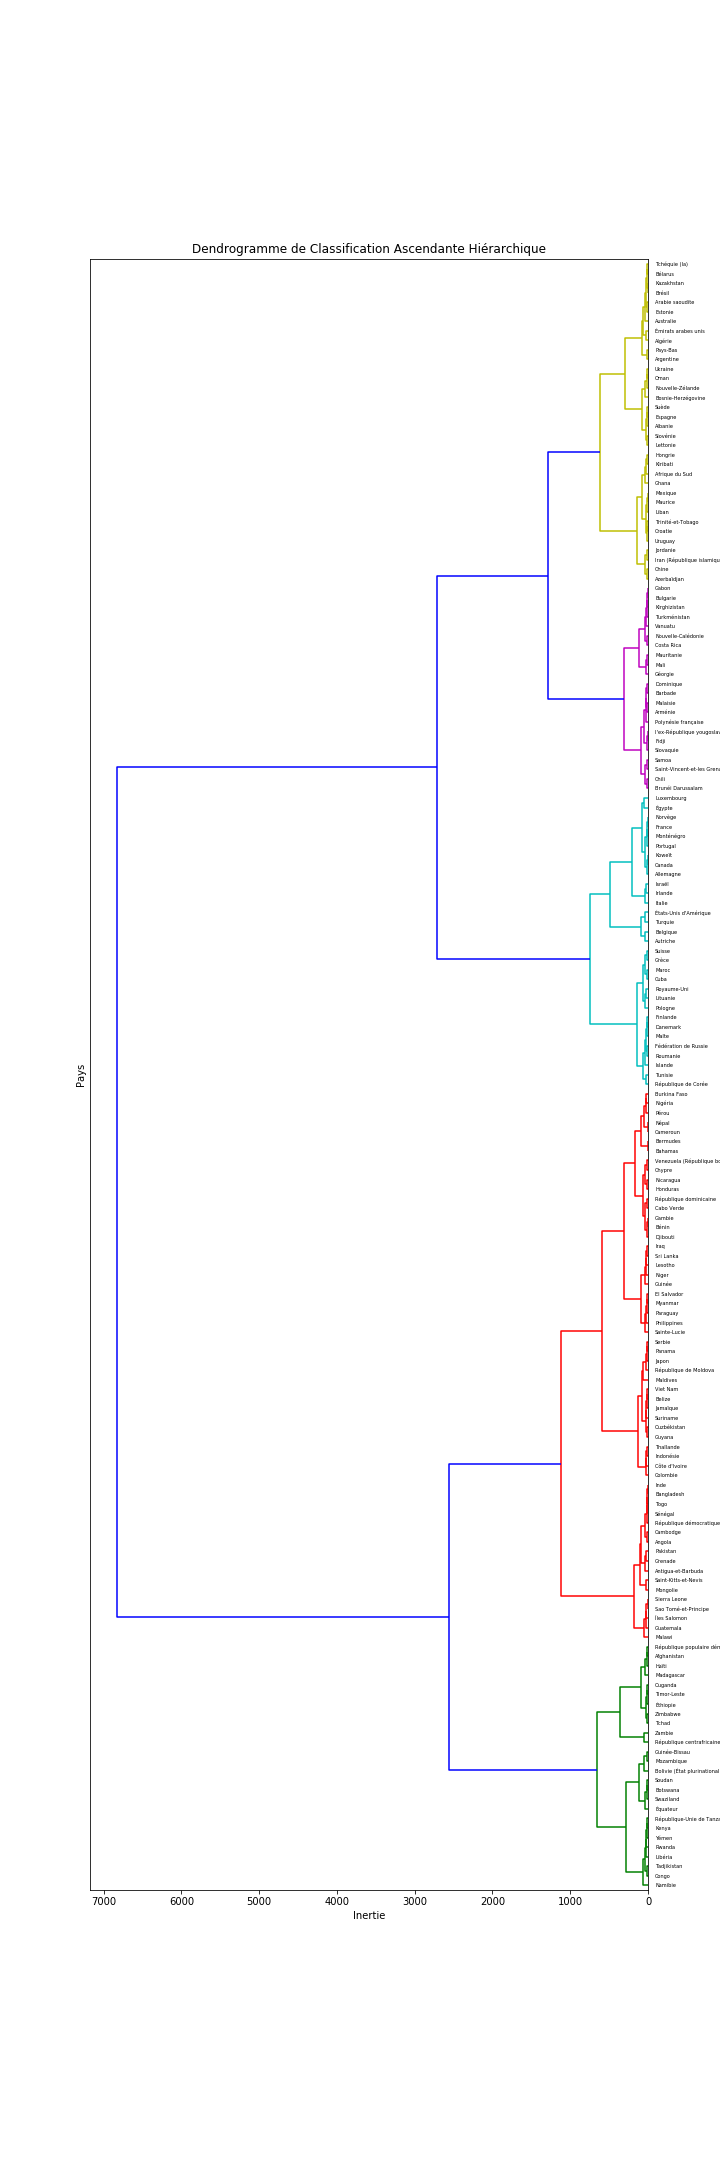 Dendrogramme de Classification Ascendante Hiérarchique
Tchéquie (la)
Bélarus
Kazakhstan
Brésil
Arabie saoudite
Estonie
Australie
Émirats arabes unis
Algérie
Pays-Bas
Argentine
Ukraine
Oman
Nouvelle-Zélande
Bosnie-Herzégovine
Suède
Espagne
Albanie
Slovénie
Lettonie
Hongrie
Kiribati
Afrique du Sud
Ghana
Mexique
Maurice
Liban
Trinité-et-Tobago
Croatie
Uruguay
Jordanie
Iran (République islamiqu
Chine
Azerbaïdjan
Gabon
Bulgarie
Kirghizistan
Turkménistan
Vanuatu
Nouvelle-Calédonie
Costa Rica
Mauritanie
Mali
Géorgie
Dominique
Barbade
Malaisie
Arménie
Polynésie française
l'ex-République yougoslav
Fidji
Slovaquie
Samoa
Saint-Vincent-et-les Grena
Chili
Brunéi Darussalam
Luxembourg
Égypte
Norvège
France
Monténégro
Portugal
Koweït
Canada
Allemagne
Israël
Irlande
Italie
États-Unis d'Amérique
Turquie
Belgique
Autriche
Suisse
Grèce
Maroc
Cuba
Royaume-Uni
Lituanie
Pologne
Finlande
Danemark
Malte
Fédération de Russie
Roumanie
Islande
Tunisie
République de Corée
Burkina Faso
Nigéria
Pérou
Népal
Cameroun
Bermudes
Bahamas
Venezuela (République bo
Chypre
Nicaragua
Honduras
République dominicaine
Cabo Verde
Gambie
Bénin
Djibouti
Iraq
Sri Lanka
Lesotho
Niger
Guinée
El Salvador
Myanmar
Paraguay
Philippines
Sainte-Lucie
Serbie
Panama
Japon
République de Moldova
Maldives
Viet Nam
Belize
Jamaïque
Suriname
Ouzbékistan
Guyana
Thaïlande
Indonésie
Côte d'Ivoire
Colombie
Inde
Bangladesh
Togo
Sénégal
République démocratique
Cambodge
Angola
Pakistan
Grenade
Antigua-et-Barbuda
Saint-Kitts-et-Nevis
Mongolie
Sierra Leone
Sao Tomé-et-Principe
Îles Salomon
Guatemala
Malawi
République populaire dém
Afghanistan
Haïti
Madagascar
Ouganda
Timor-Leste
Éthiopie
Zimbabwe
Tchad
Zambie
République centrafricaine
Guinée-Bissau
Mozambique
Bolivie (État plurinational
Soudan
Botswana
Swaziland
Équateur
République-Unie de Tanza
Kenya
Yémen
Rwanda
Libéria
Tadjikistan
Congo
Namibie
Pays
7000 6000 5000 4000 3000 2000 1000 0
Inertie